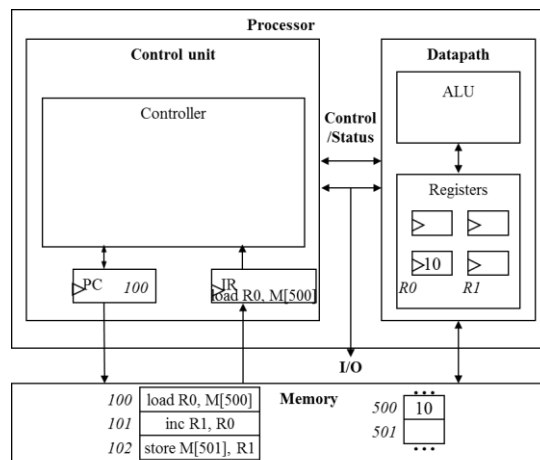 Processor
Control unit
Datapath
Controller
ALU
Control
/Status
Registers
10
R0
R1
PC
100
IR
load R0, M[500]
I/O
Memory
100
load R0, M[500]
101
inc R1, R0
102
store M[501], R1
...
500
10
501
...